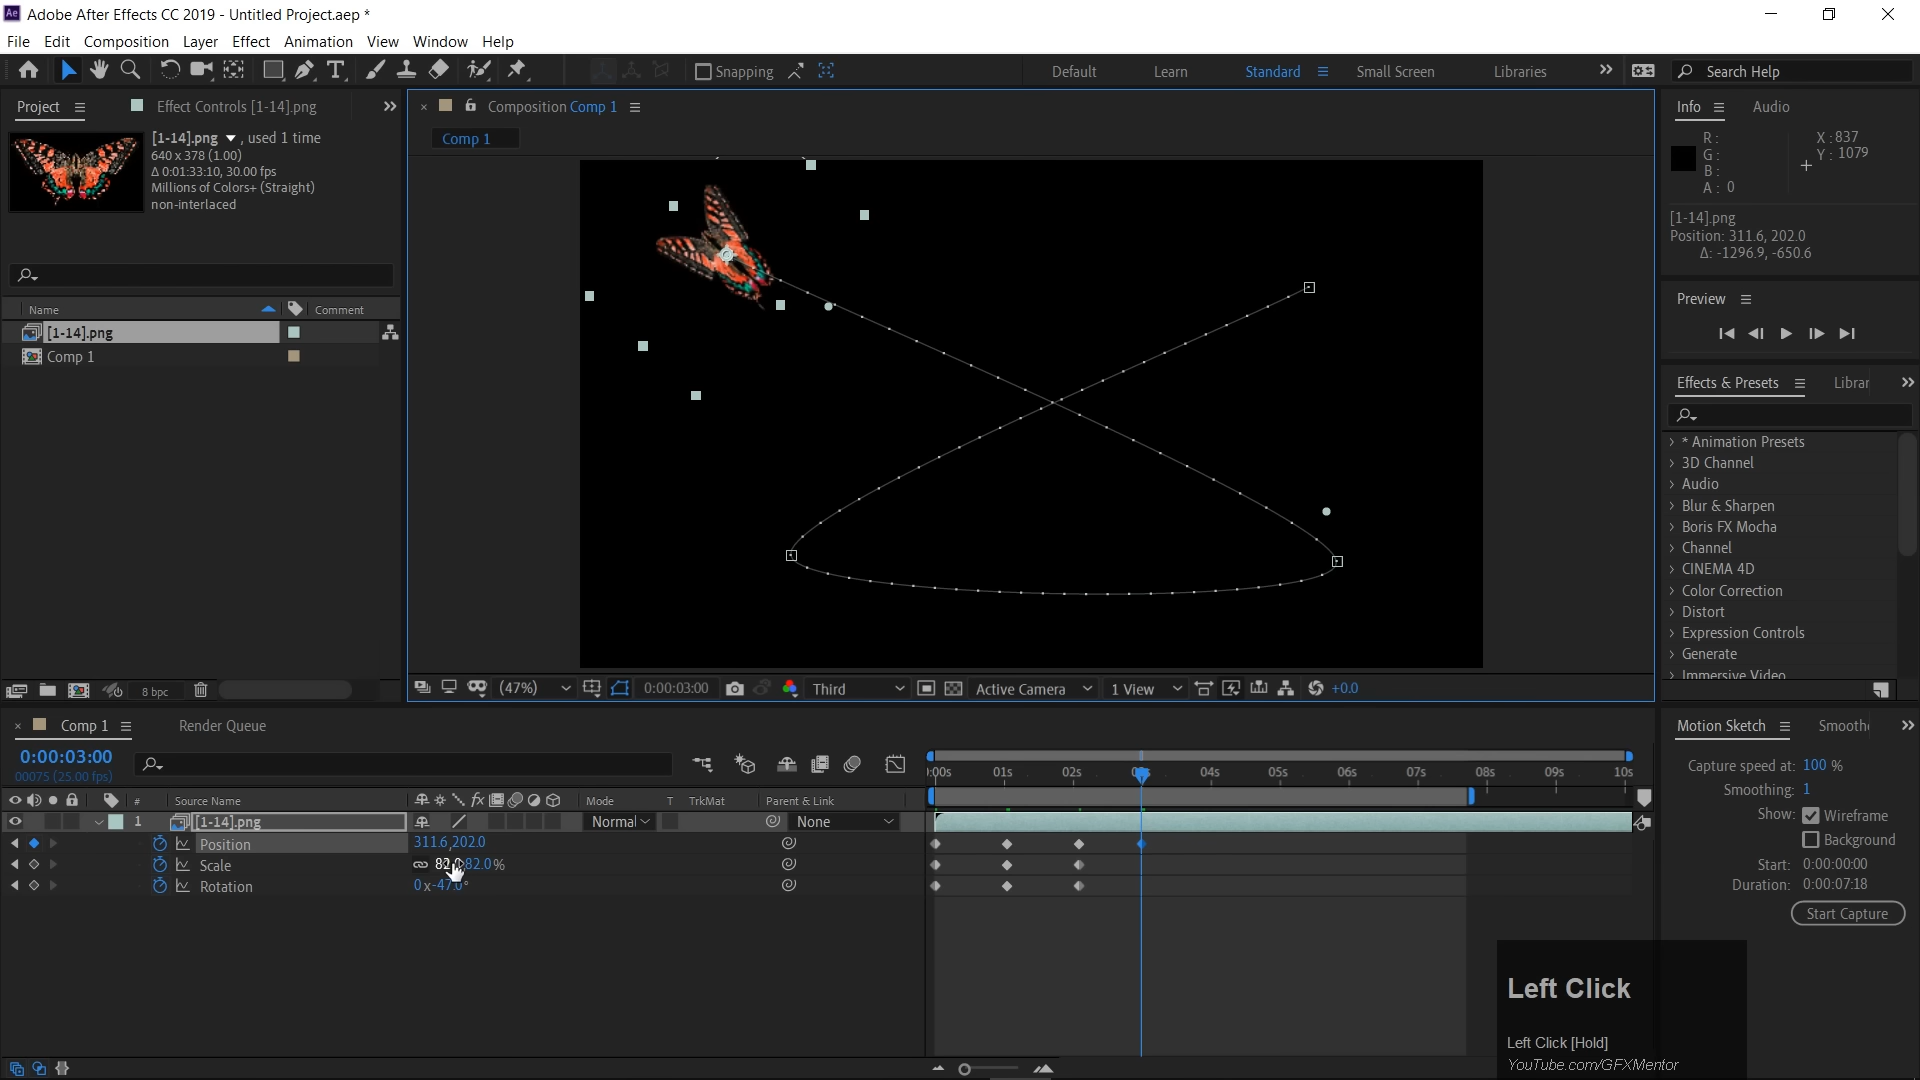 Ae Adobe After Effects CC 2019 - Untitled Project.aep *
File Edit Composition Layer Effect Animation View Window Help
Snapping Default Learn Standard Small Screen Libraries Search Help
Project Effect Controls [1-14].png
[1-14].png ▼ , used 1 time
640 x 378 (1.00)
Δ 0:01:33:10, 30.00 fps
Millions of Colors+ (Straight)
non-interlaced
Name Comment
[1-14].png
Comp 1
8 bpc
Composition Comp 1
Comp 1
(47%) 0:00:03:00 Third Active Camera 1 View +0.0
Info Audio
R : X : 837
G : Y : 1079
B :
A : 0
[1-14].png
Position: 311.6, 202.0
Δ: -1296.9, -650.6
Preview
Effects & Presets Librar
* Animation Presets
3D Channel
Audio
Blur & Sharpen
Boris FX Mocha
Channel
CINEMA 4D
Color Correction
Distort
Expression Controls
Generate
Immersive Video
Comp 1 Render Queue
0:00:03:00
00075 (25.00 fps)
:00s 01s 02s 04s 05s 06s 07s 08s 09s 10s
# Source Name fx Mode T TrkMat Parent & Link
1 [1-14].png Normal None
Position 311.6,202.0
Scale 82.0,82.0%
Rotation 0x-47.0°
Motion Sketch Smoothe
Capture speed at: 100 %
Smoothing: 1
Show: Wireframe
Background
Start: 0:00:00:00
Duration: 0:00:07:18
Start Capture
Left Click
Left Click [Hold]
YouTube.com/GFXMentor